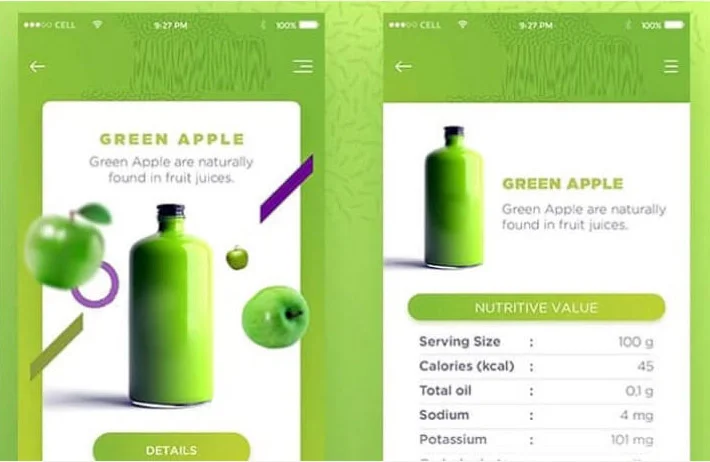 CELL 9:27 PM 100%
GREEN APPLE
Green Apple are naturally
found in fruit juices.
DETAILS
CELL 9:27 PM 100%
GREEN APPLE
Green Apple are naturally
found in fruit juices.
NUTRITIVE VALUE
Serving Size : 100 g
Calories (kcal) : 45
Total oil : 0,1 g
Sodium : 4 mg
Potassium : 101 mg